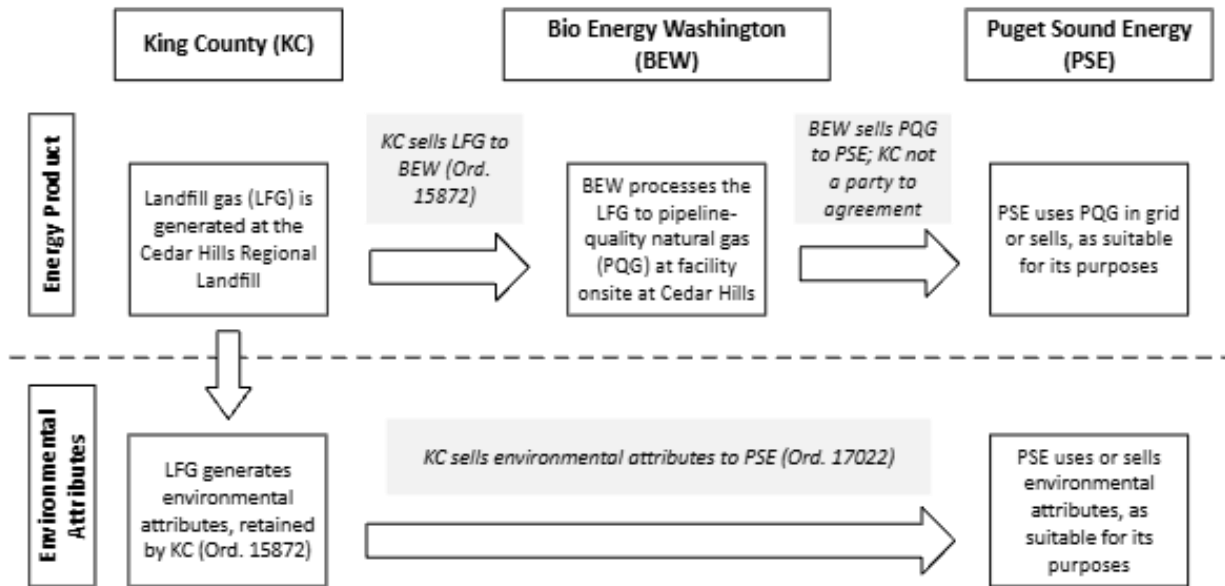 King County (KC)
Bio Energy Washington
(BEW)
Puget Sound Energy
(PSE)
Energy Product
Landfill gas (LFG) is
generated at the
Cedar Hills Regional
Landfill
KC sells LFG to
BEW (Ord.
15872)
BEW processes the
LFG to pipeline-
quality natural gas
(PQG) at facility
onsite at Cedar Hills
BEW sells PQG
to PSE; KC not
a party to
agreement
PSE uses PQG in grid
or sells, as suitable
for its purposes
Environmental
Attributes
LFG generates
environmental
attributes, retained
by KC (Ord. 15872)
KC sells environmental attributes to PSE (Ord. 17022)
PSE uses or sells
environmental
attributes, as
suitable for its
purposes